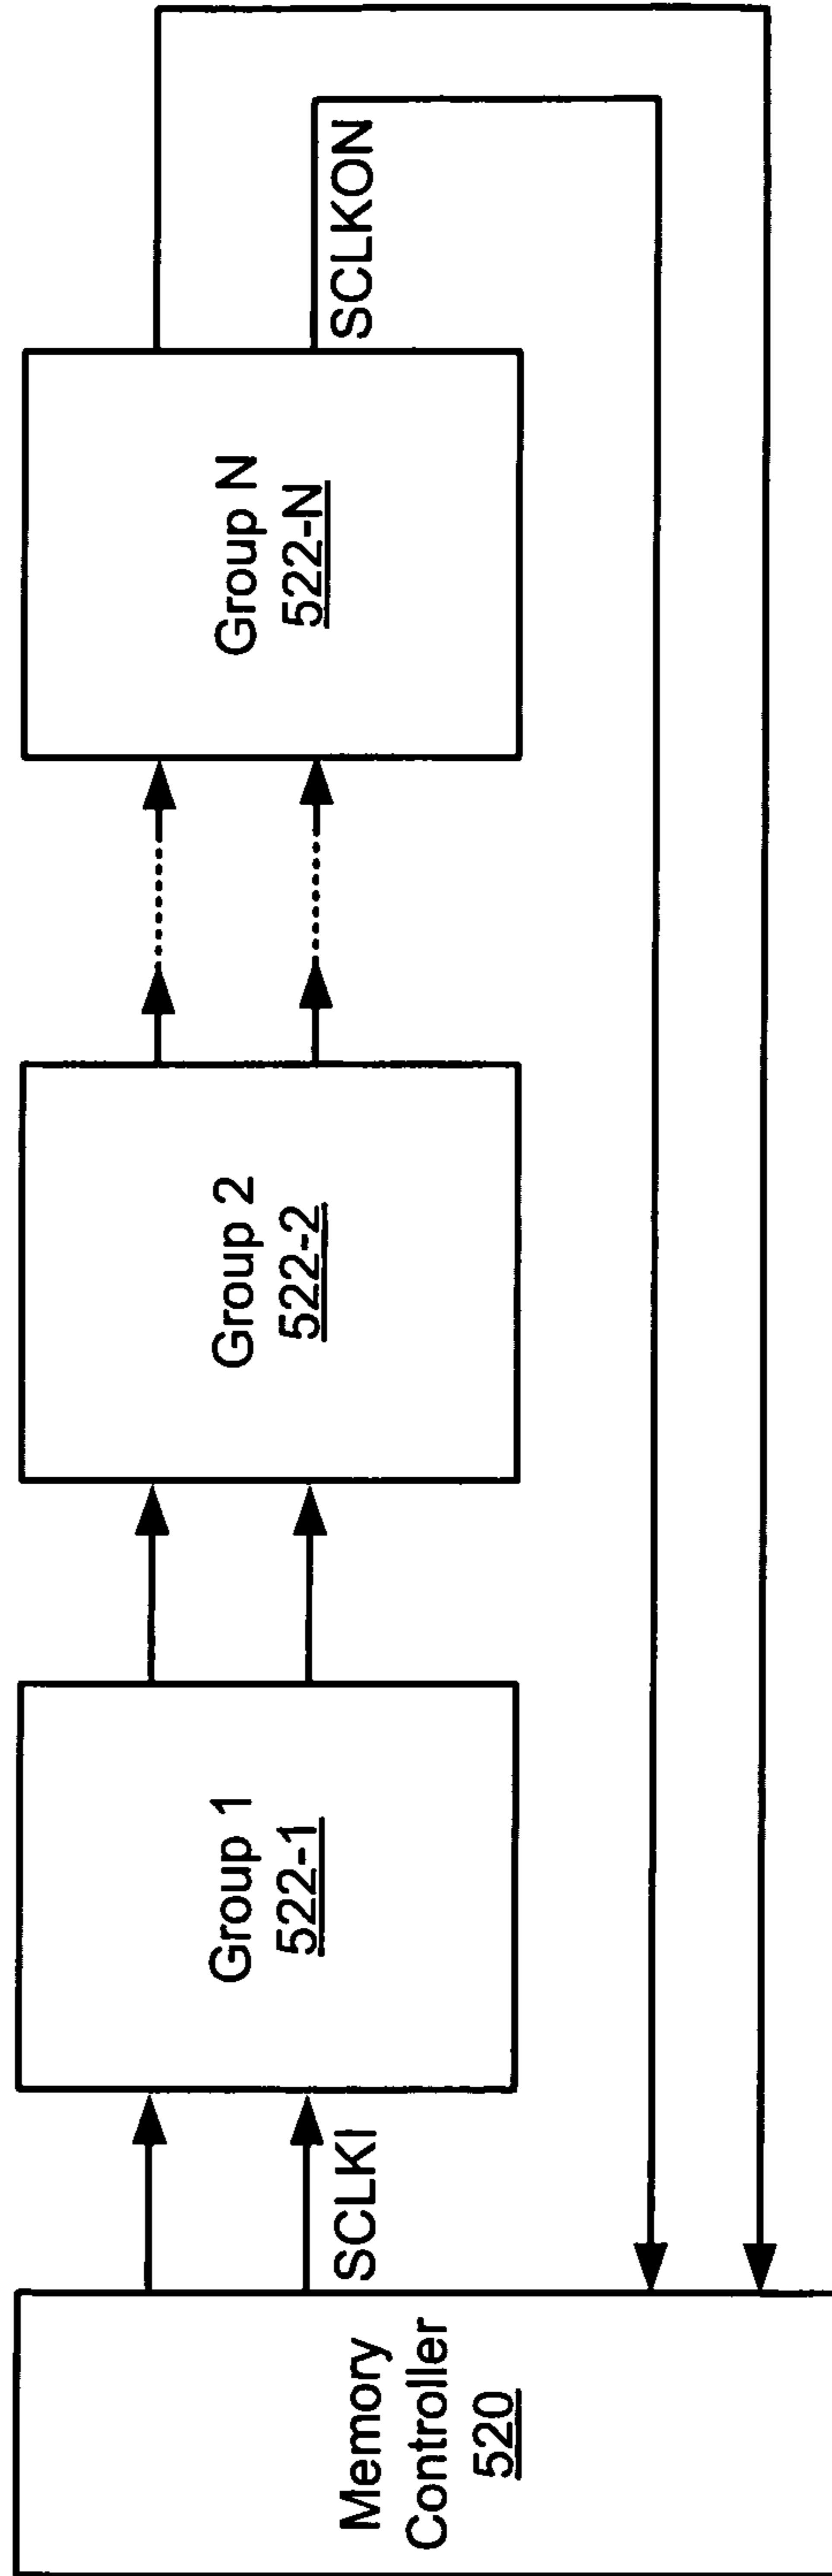 Memory
Controller
520
SCLKI
Group 1
522-1
Group 2
522-2
Group N
522-N
SCLKON